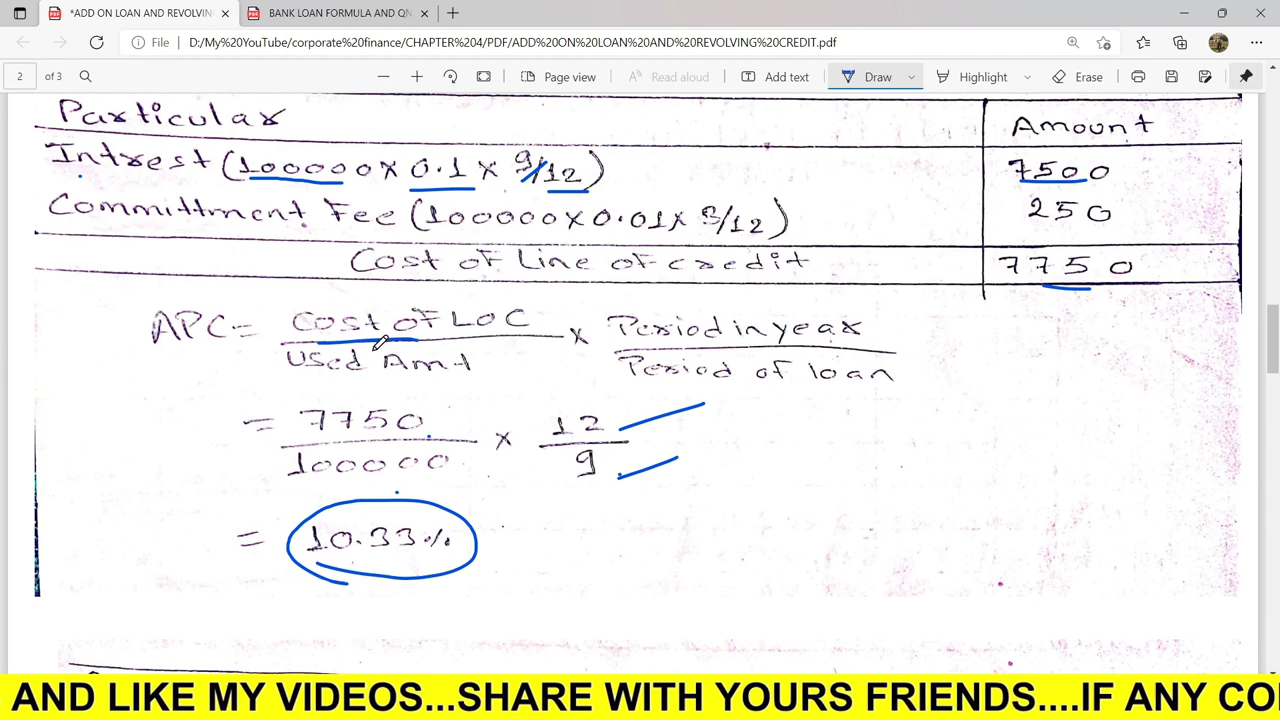 *ADD ON LOAN AND REVOLVIN
BANK LOAN FORMULA AND QN
File D:/My%20YouTube/corporate%20finance/CHAPTER%204/PDF/ADD%20ON%20LOAN%20AND%20REVOLVING%20CREDIT.pdf
2 of 3 Page view Read aloud Add text Draw Highlight Erase
Particular Amount
Intrest (100000 x 0.1 x 9/12) 7500
Committment Fee (100000 x 0.01 x 3/12) 250
Cost of Line of credit 7750
APC = Cost of LOC / Used Amt x Period in year / Period of loan
= 7750 / 100000 x 12 / 9
= 10.33%
AND LIKE MY VIDEOS...SHARE WITH YOURS FRIENDS....IF ANY CO